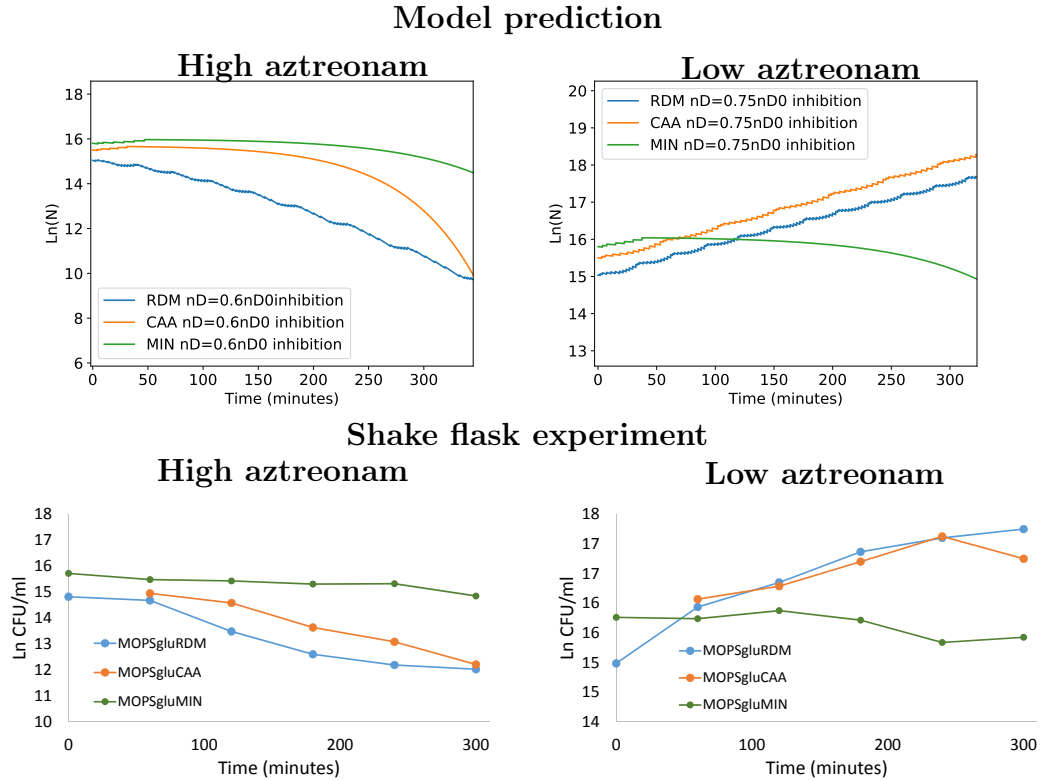 Model prediction
High aztreonam
Low aztreonam
18
16
14
12
10
8
6
Ln(N)
RDM nD=0.6nD0inhibition
CAA nD=0.6nD0 inhibition
MIN nD=0.6nD0 inhibition
0 50 100 150 200 250 300
Time (minutes)
20
19
18
17
16
15
14
13
Ln(N)
RDM nD=0.75nD0 inhibition
CAA nD=0.75nD0 inhibition
MIN nD=0.75nD0 inhibition
0 50 100 150 200 250 300
Time (minutes)
Shake flask experiment
High aztreonam
Low aztreonam
18
17
16
15
14
13
12
11
10
Ln CFU/ml
MOPSgluRDM
MOPSgluCAA
MOPSgluMIN
0 100 200 300
Time (minutes)
18
17
17
16
16
15
15
14
Ln CFU/ml
MOPSgluRDM
MOPSgluCAA
MOPSgluMIN
0 100 200 300
Time (minutes)